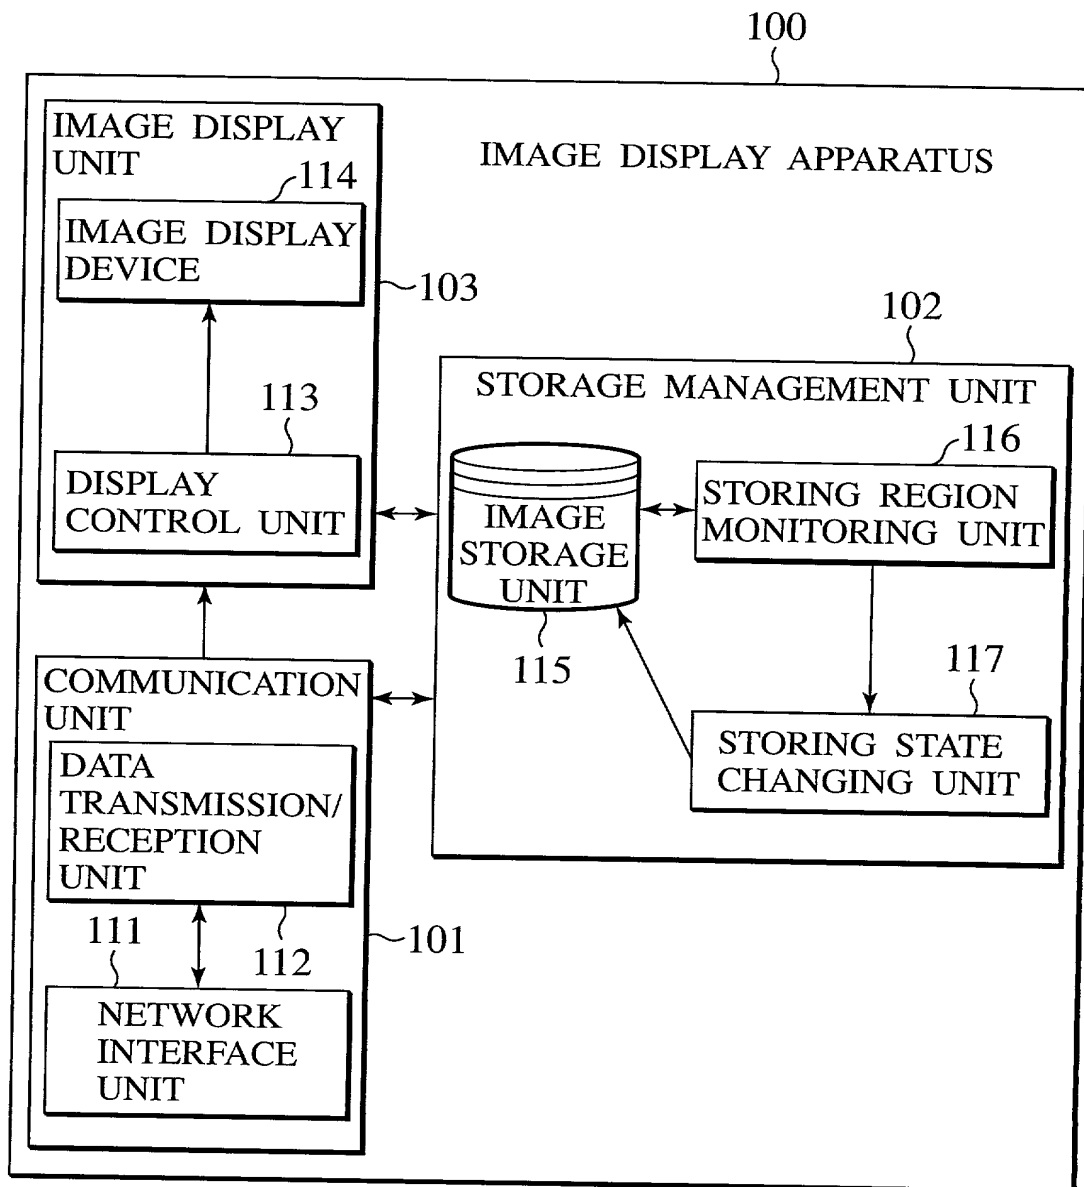 100
IMAGE DISPLAY APPARATUS
IMAGE DISPLAY
UNIT
114
IMAGE DISPLAY
DEVICE
103
113
DISPLAY
CONTROL UNIT
102
STORAGE MANAGEMENT UNIT
116
IMAGE
STORAGE
UNIT
115
STORING REGION
MONITORING UNIT
117
STORING STATE
CHANGING UNIT
COMMUNICATION
UNIT
DATA
TRANSMISSION/
RECEPTION
UNIT
111
112
101
NETWORK
INTERFACE
UNIT